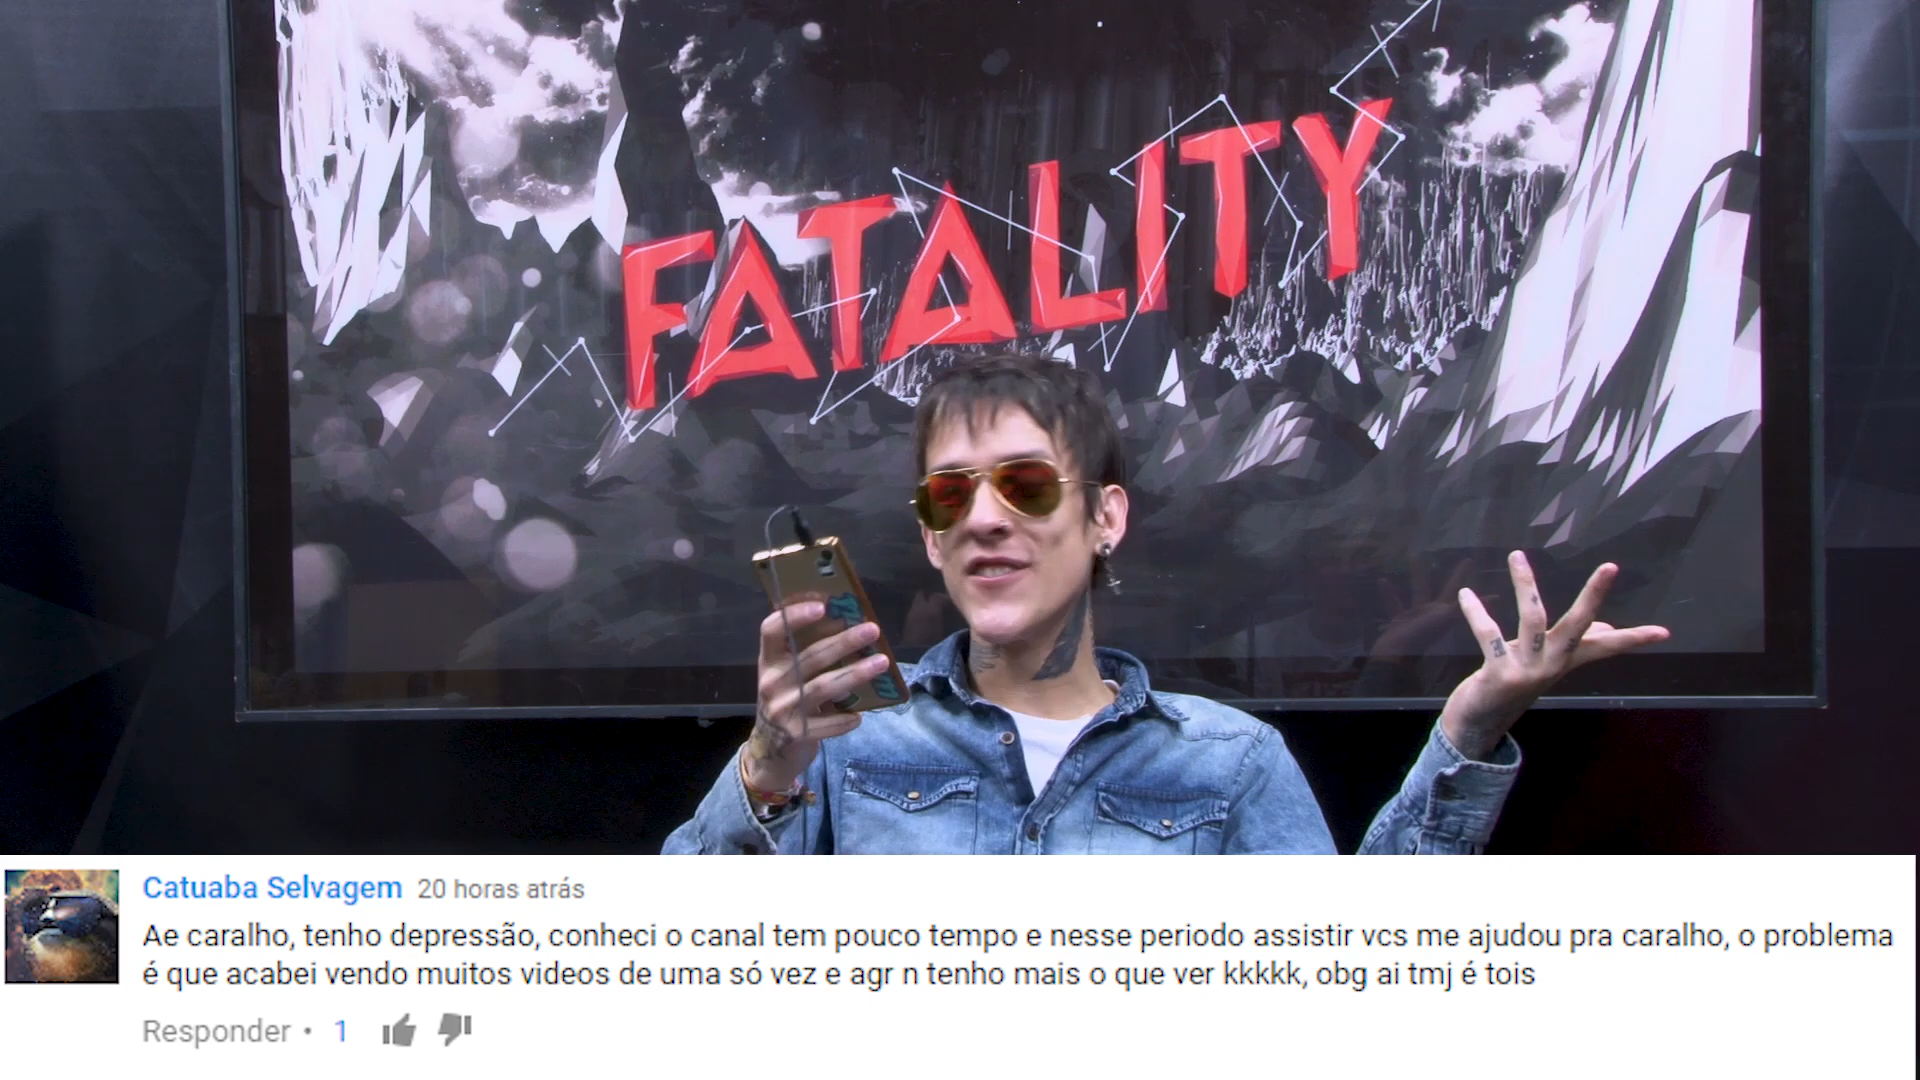 FATALITY
Catuaba Selvagem 20 horas atrás
Ae caralho, tenho depressão, conheci o canal tem pouco tempo e nesse periodo assistir vcs me ajudou pra caralho, o problema
é que acabei vendo muitos videos de uma só vez e agr n tenho mais o que ver kkkkk, obg ai tmj é tois
Responder • 1